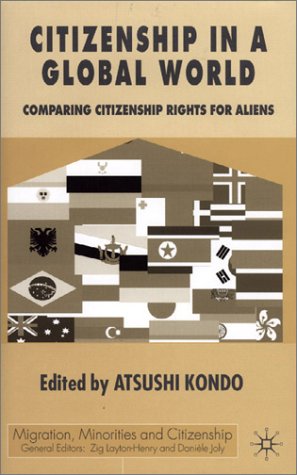 CITIZENSHIP IN A
GLOBAL WORLD
COMPARING CITIZENSHIP RIGHTS FOR ALIENS
Edited by ATSUSHI KONDO
Migration, Minorities and Citizenship
General Editors: Zig Layton-Henry and Danièle Joly